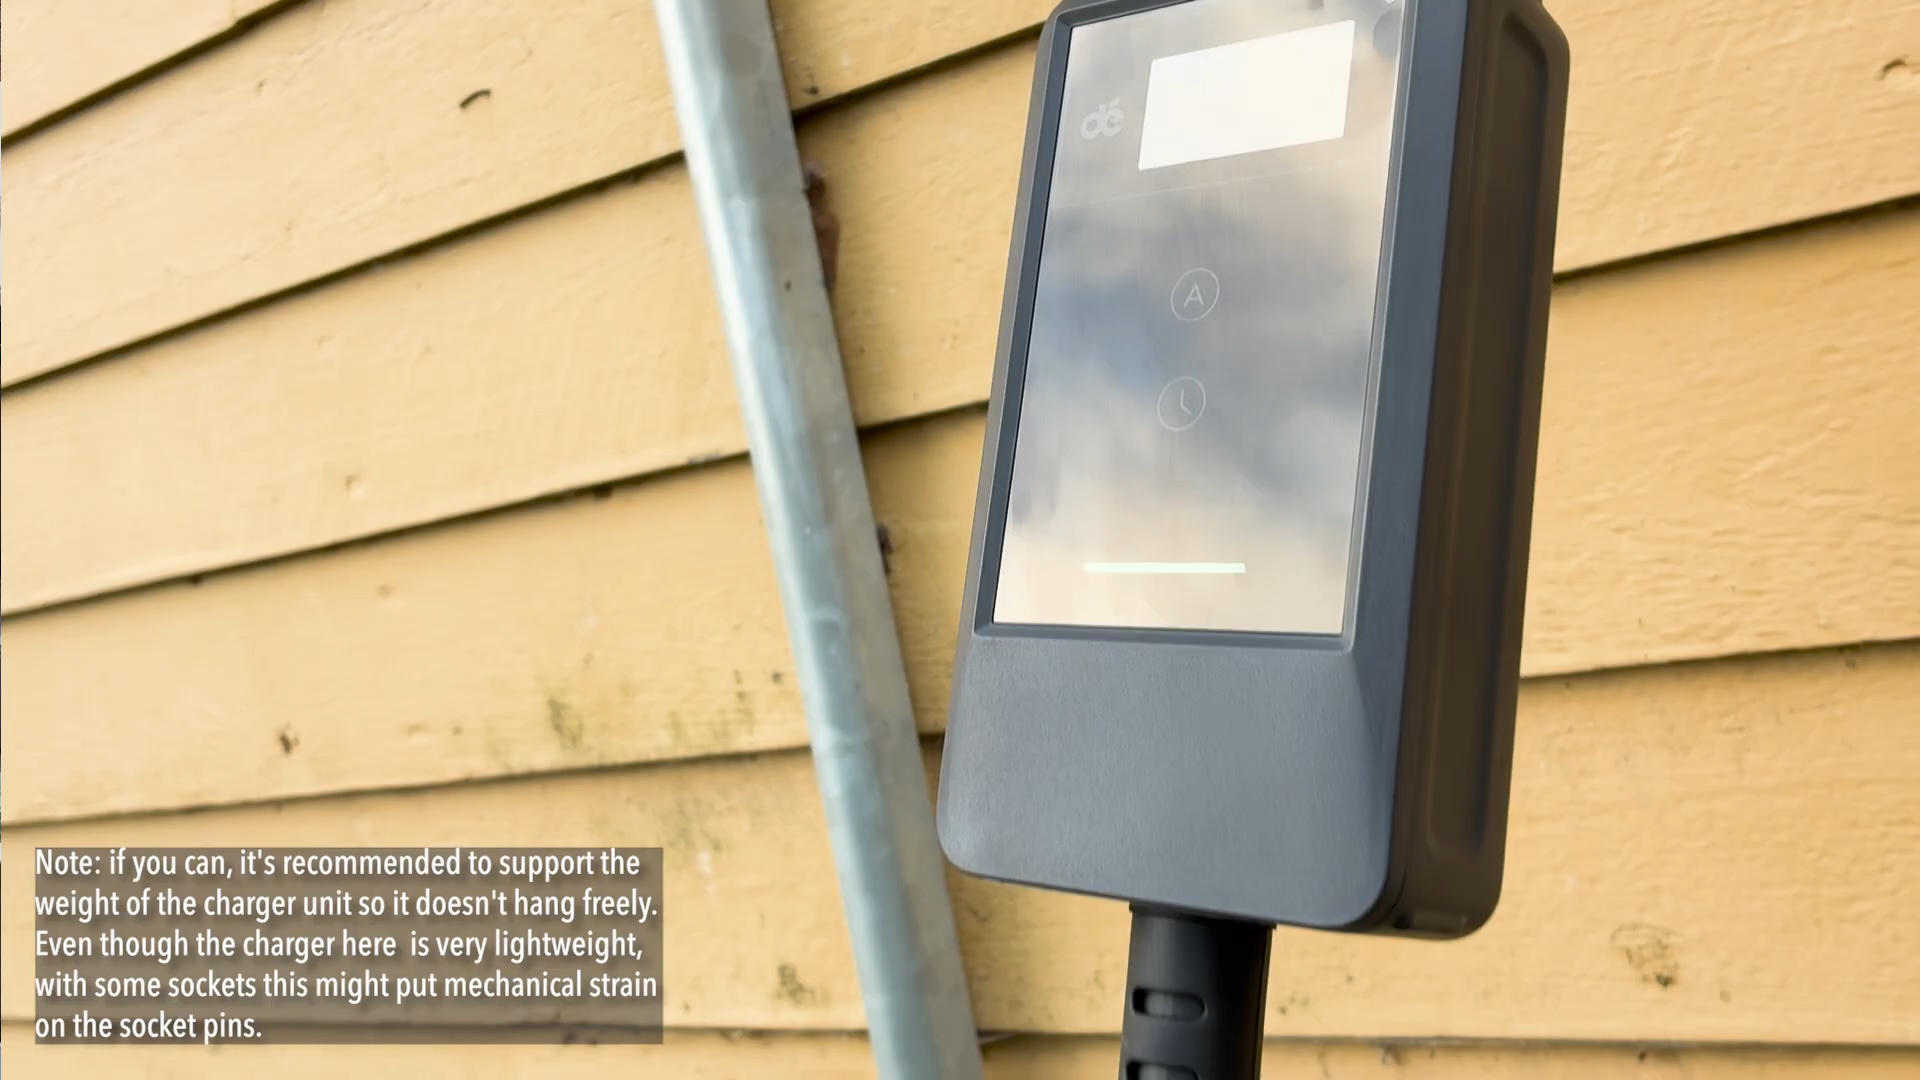 dė
A
Note: if you can, it's recommended to support the
weight of the charger unit so it doesn't hang freely.
Even though the charger here  is very lightweight,
with some sockets this might put mechanical strain
on the socket pins.